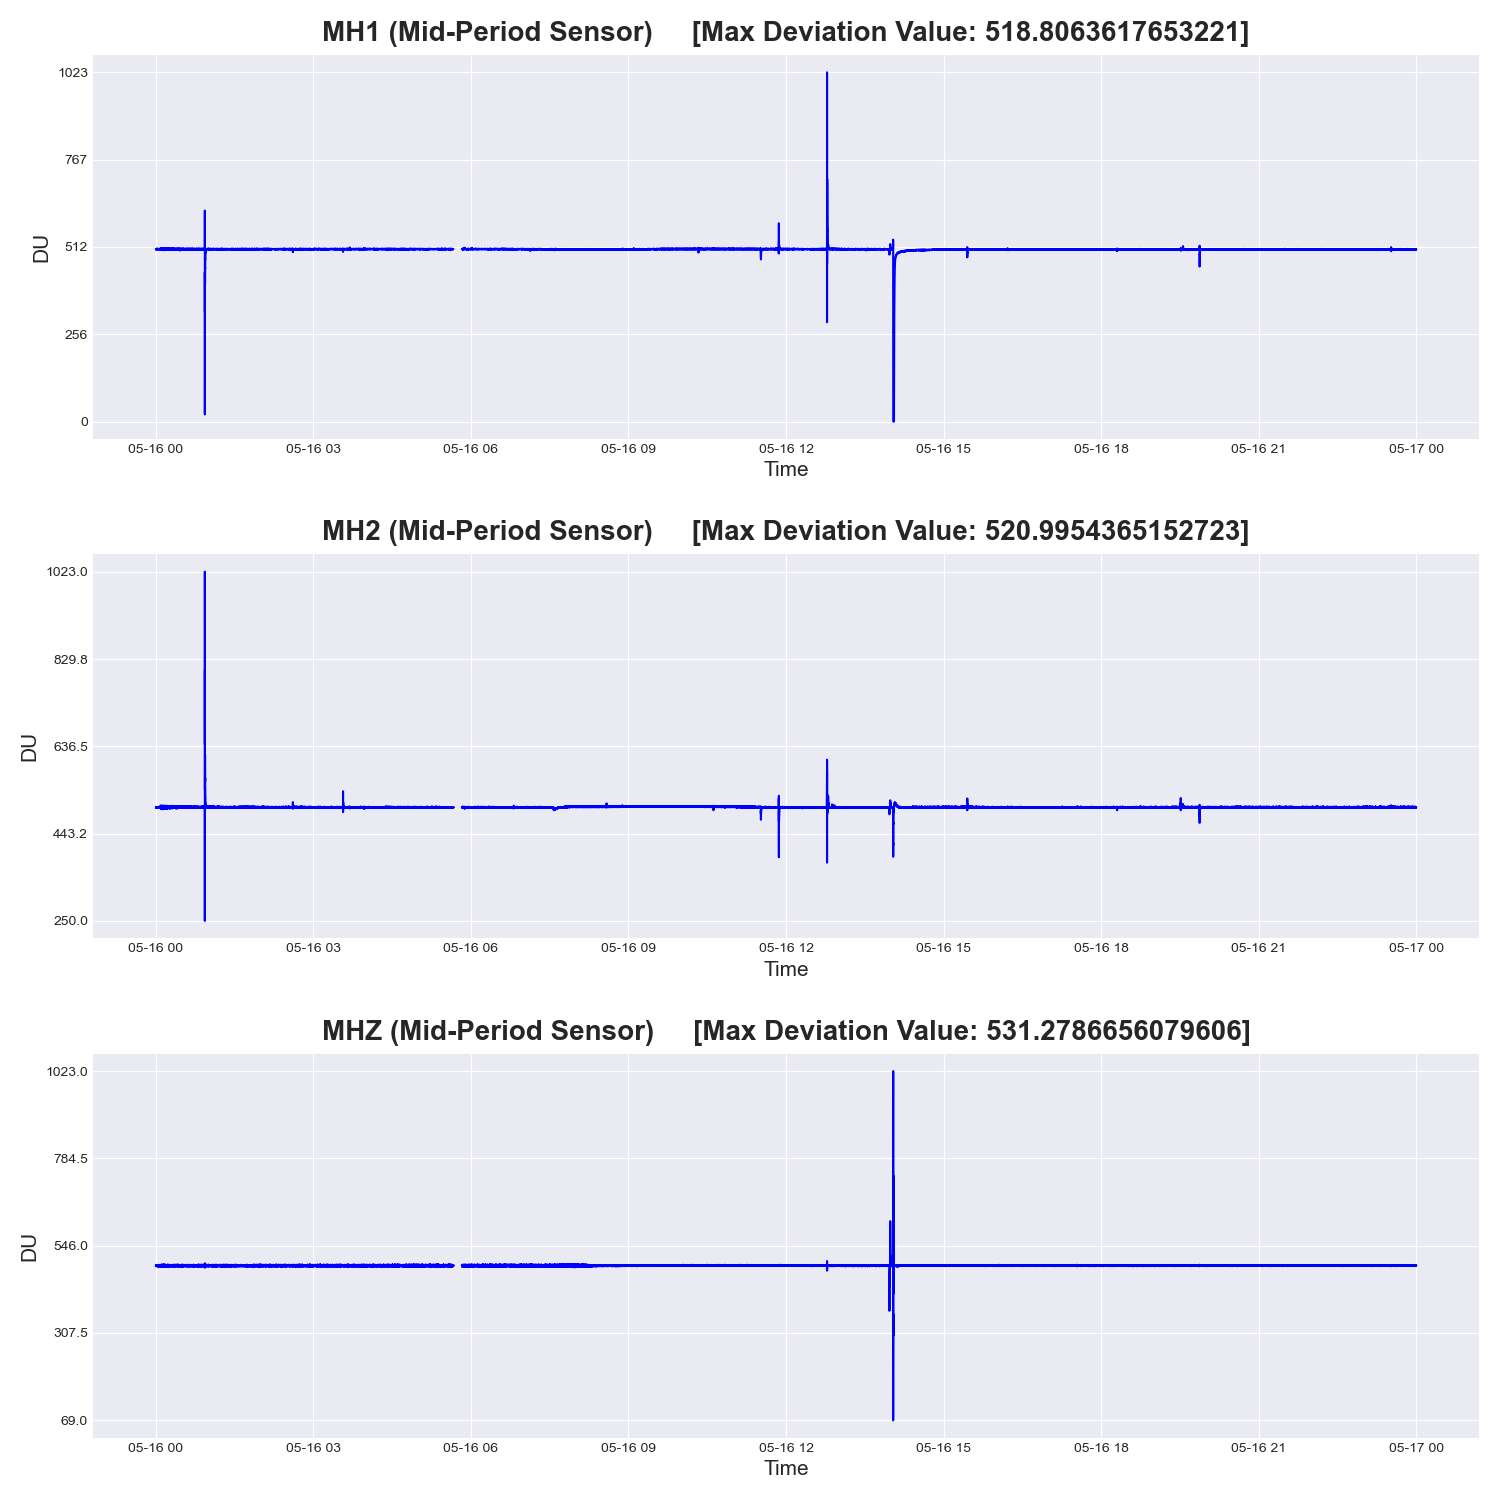 MH1 (Mid-Period Sensor) [Max Deviation Value: 518.8063617653221]
1023
767
512
256
0
DU
05-16 00 05-16 03 05-16 06 05-16 09 05-16 12 05-16 15 05-16 18 05-16 21 05-17 00
Time
MH2 (Mid-Period Sensor) [Max Deviation Value: 520.9954365152723]
1023.0
829.8
636.5
443.2
250.0
DU
05-16 00 05-16 03 05-16 06 05-16 09 05-16 12 05-16 15 05-16 18 05-16 21 05-17 00
Time
MHZ (Mid-Period Sensor) [Max Deviation Value: 531.2786656079606]
1023.0
784.5
546.0
307.5
69.0
DU
05-16 00 05-16 03 05-16 06 05-16 09 05-16 12 05-16 15 05-16 18 05-16 21 05-17 00
Time